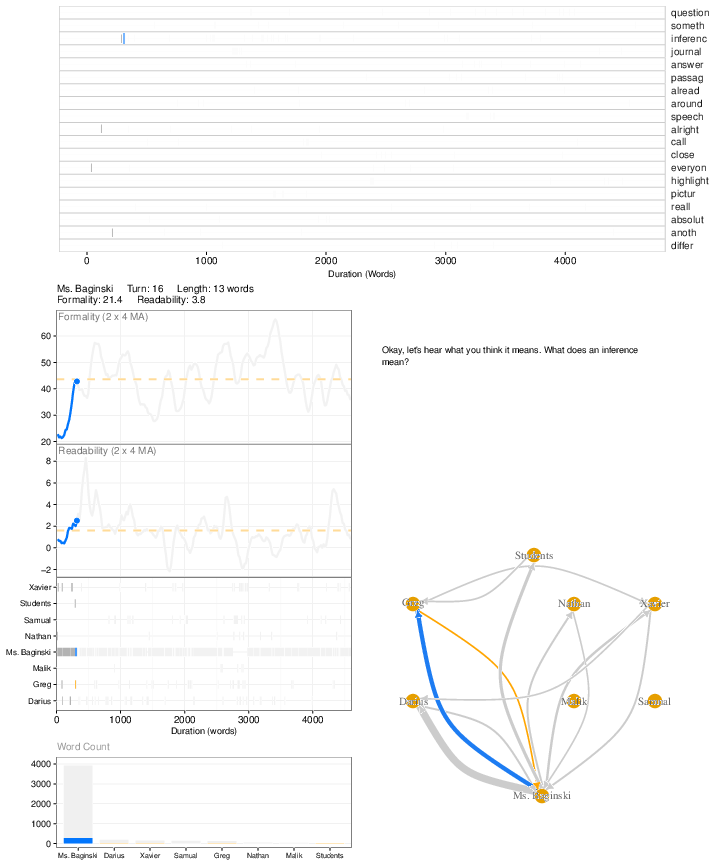 question
someth
inferenc
journal
answer
passag
alread
around
speech
alright
call
close
everyon
highlight
pictur
reall
absolut
anoth
differ
0 1000 2000 3000 4000
Duration (Words)
Ms. Baginski Turn: 16 Length: 13 words
Formality: 21.4 Readability: 3.8
Formality (2 x 4 MA)
60
50
40
30
20
Readability (2 x 4 MA)
8
6
4
2
0
−2
Xavier
Students
Samual
Nathan
Ms. Baginski
Malik
Greg
Darius
0 1000 2000 3000 4000
Duration (words)
Word Count
4000
3000
2000
1000
0
Ms. Baginski Darius Xavier Samual Greg Nathan Malik Students
Okay, let's hear what you think it means. What does an inference
mean?
Students
Greg Nathan Xavier
Darius Malik Samual
Ms. Baginski